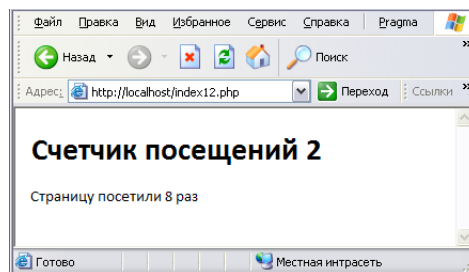 Файл Правка Вид Избранное Сервис Справка Pragma
Назад Поиск »
Адрес: http://localhost/index12.php Переход Ссылки »
Счетчик посещений 2
Страницу посетили 8 раз
Готово Местная интрасеть